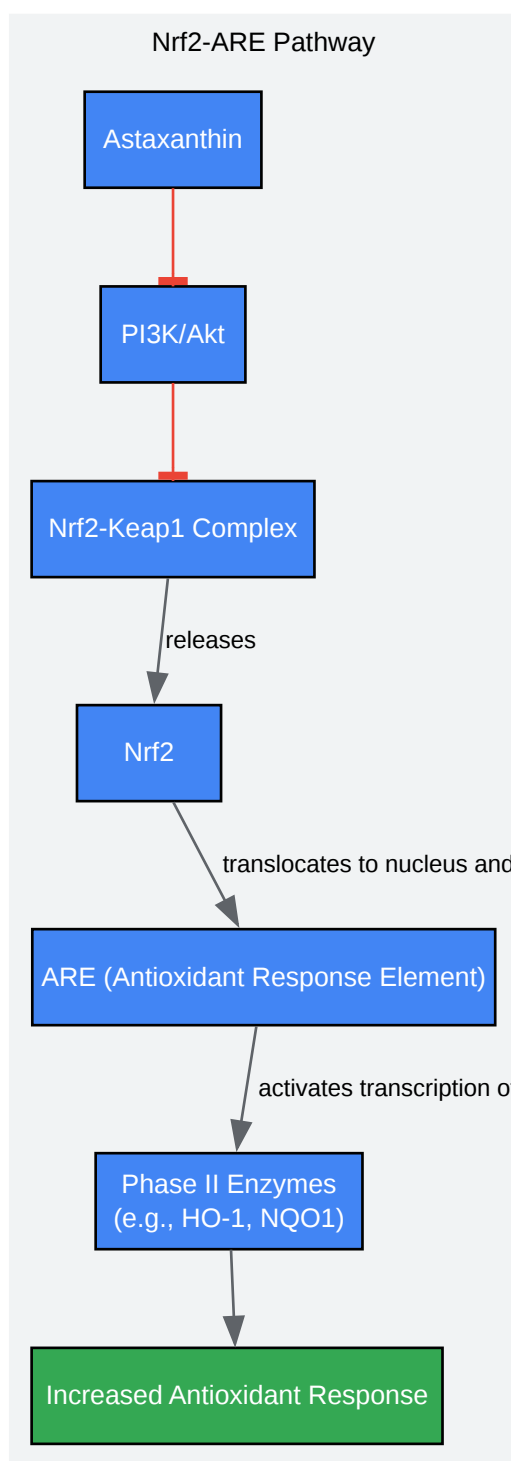 Nrf2-ARE Pathway
Astaxanthin
PI3K/Akt
Nrf2-Keap1 Complex
releases
Nrf2
translocates to nucleus and
ARE (Antioxidant Response Element)
activates transcription
Phase II Enzymes
(e.g., HO-1, NQO1)
Increased Antioxidant Response